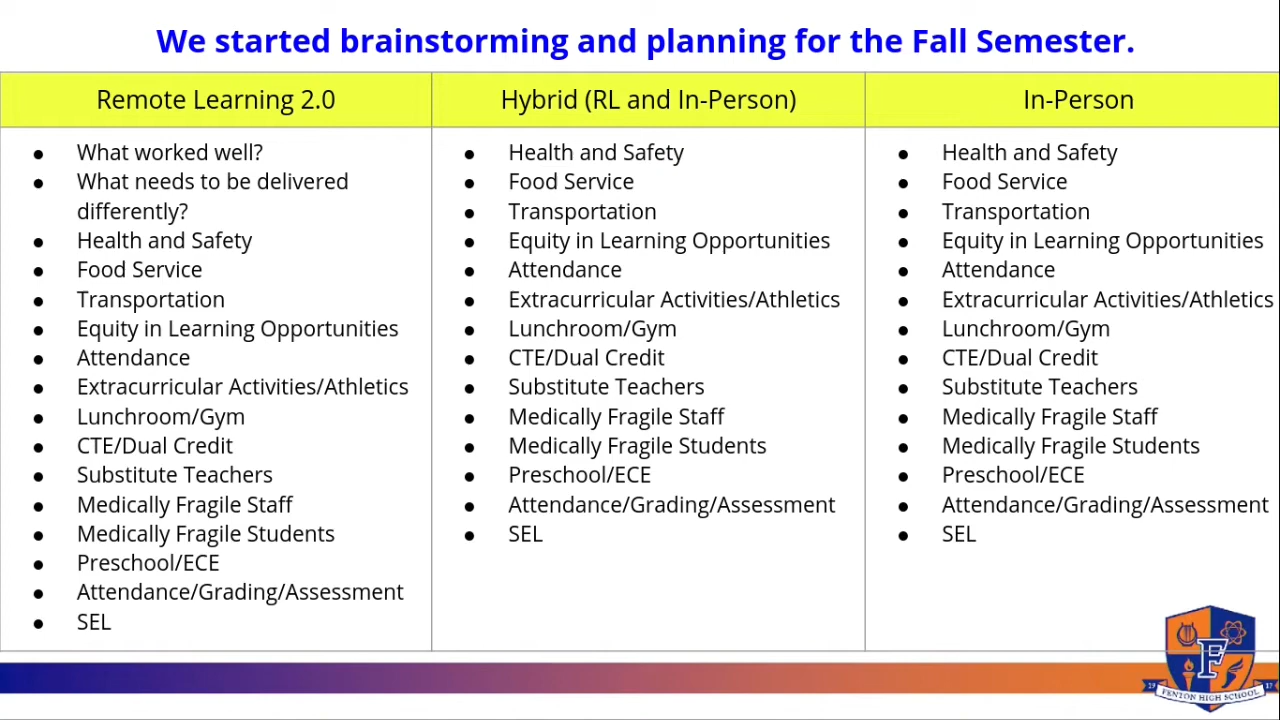 We started brainstorming and planning for the Fall Semester.
Remote Learning 2.0
● What worked well?
● What needs to be delivered
differently?
● Health and Safety
● Food Service
● Transportation
● Equity in Learning Opportunities
● Attendance
● Extracurricular Activities/Athletics
● Lunchroom/Gym
● CTE/Dual Credit
● Substitute Teachers
● Medically Fragile Staff
● Medically Fragile Students
● Preschool/ECE
● Attendance/Grading/Assessment
● SEL
Hybrid (RL and In-Person)
● Health and Safety
● Food Service
● Transportation
● Equity in Learning Opportunities
● Attendance
● Extracurricular Activities/Athletics
● Lunchroom/Gym
● CTE/Dual Credit
● Substitute Teachers
● Medically Fragile Staff
● Medically Fragile Students
● Preschool/ECE
● Attendance/Grading/Assessment
● SEL
In-Person
● Health and Safety
● Food Service
● Transportation
● Equity in Learning Opportunities
● Attendance
● Extracurricular Activities/Athletics
● Lunchroom/Gym
● CTE/Dual Credit
● Substitute Teachers
● Medically Fragile Staff
● Medically Fragile Students
● Preschool/ECE
● Attendance/Grading/Assessment
● SEL
F
FENTON HIGH SCHOOL